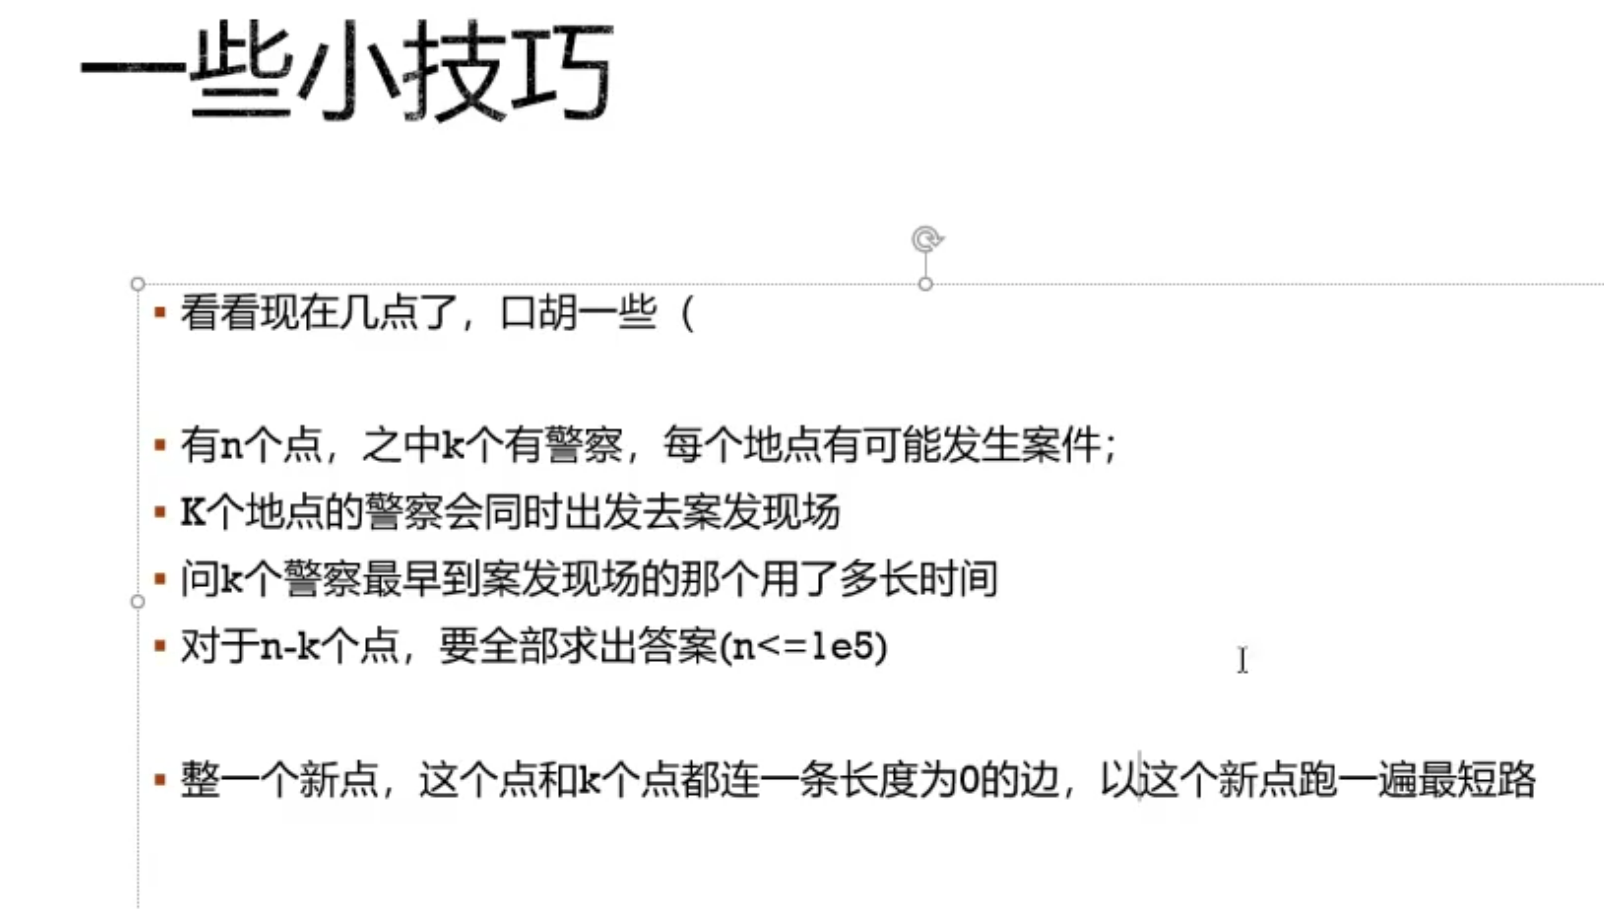 一些小技巧
看看现在几点了，口胡一些（
有n个点，之中k个有警察，每个地点有可能发生案件；
K个地点的警察会同时出发去案发现场
问k个警察最早到案发现场的那个用了多长时间
对于n-k个点，要全部求出答案(n<=1e5)
整一个新点，这个点和k个点都连一条长度为0的边，以这个新点跑一遍最短路